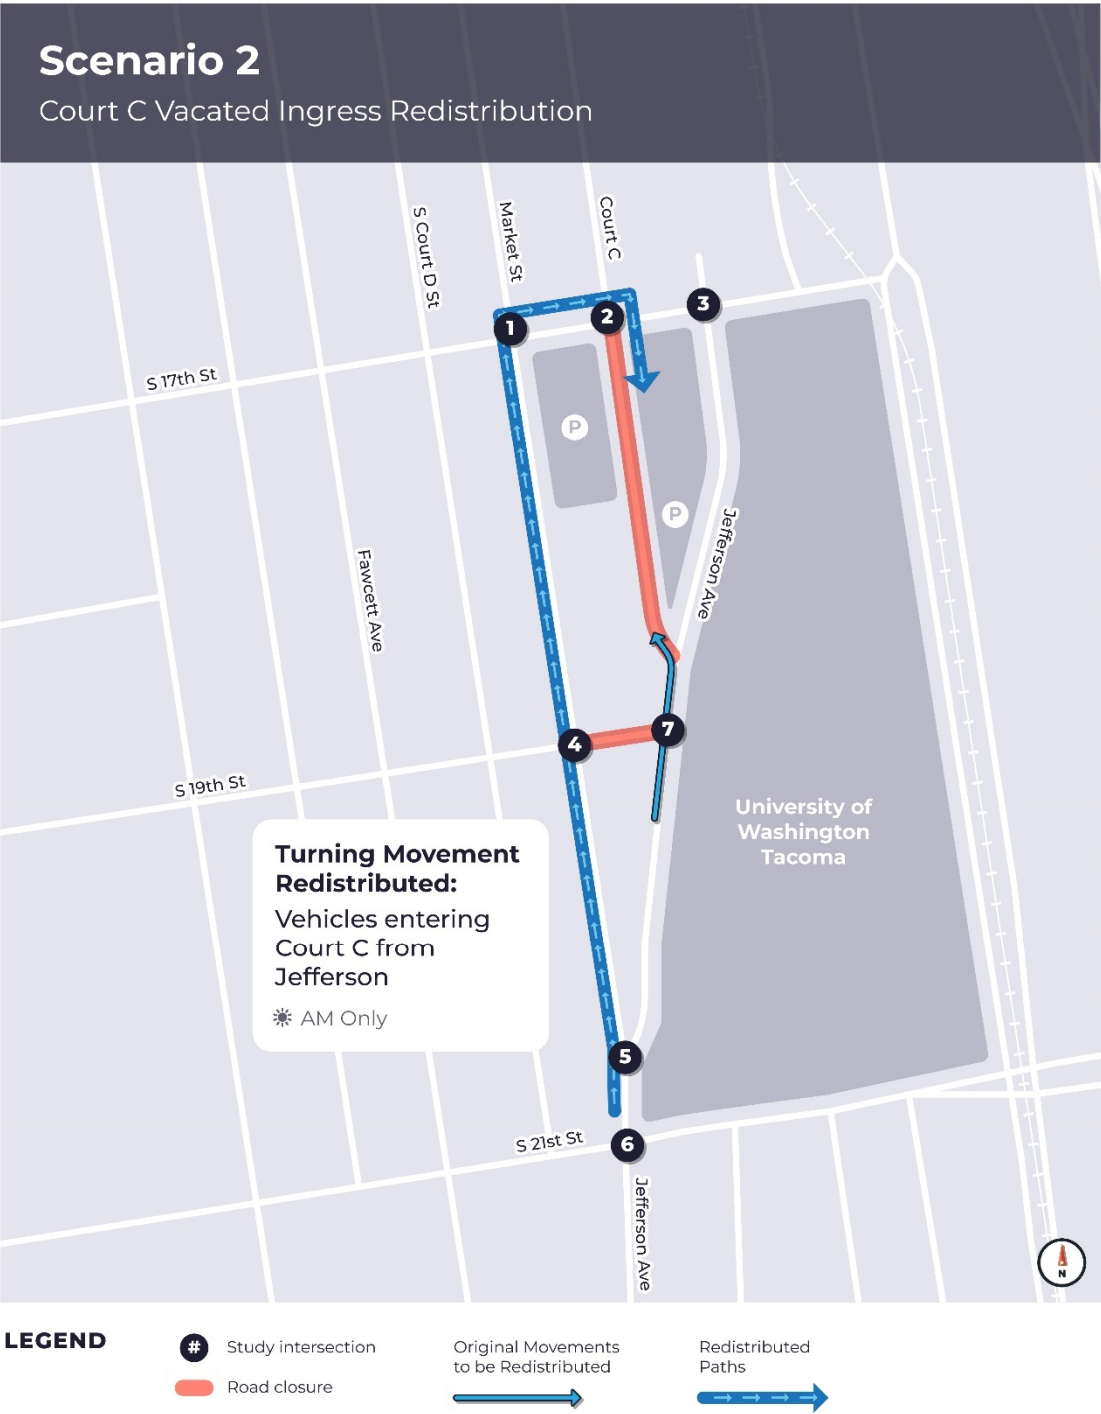 Scenario 2
Court C Vacated Ingress Redistribution
S Court D St
Market St
Court C
1
2
3
S 17th St
P
P
Jefferson Ave
Fawcett Ave
4
7
S 19th St
University of
Washington
Tacoma
Turning Movement
Redistributed:
Vehicles entering
Court C from
Jefferson
AM Only
5
S 21st St
6
Jefferson Ave
N
LEGEND
# Study intersection
Road closure
Original Movements
to be Redistributed
Redistributed
Paths